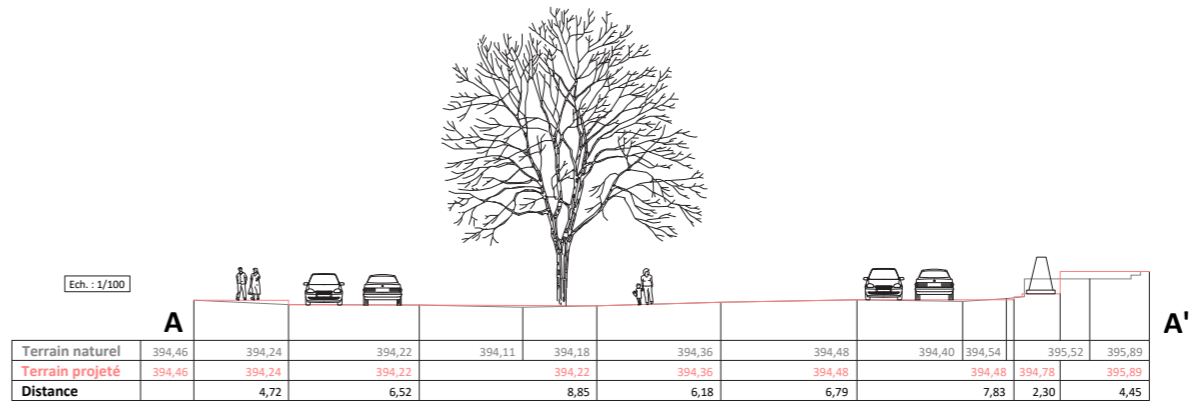 Ech. : 1/100
A
A'
Terrain naturel 394,46 394,24 394,22 394,11 394,18 394,36 394,48 394,40 394,54 395,52 395,89
Terrain projeté 394,46 394,24 394,22 394,22 394,36 394,48 394,48 394,78 395,89
Distance 4,72 6,52 8,85 6,18 6,79 7,83 2,30 4,45